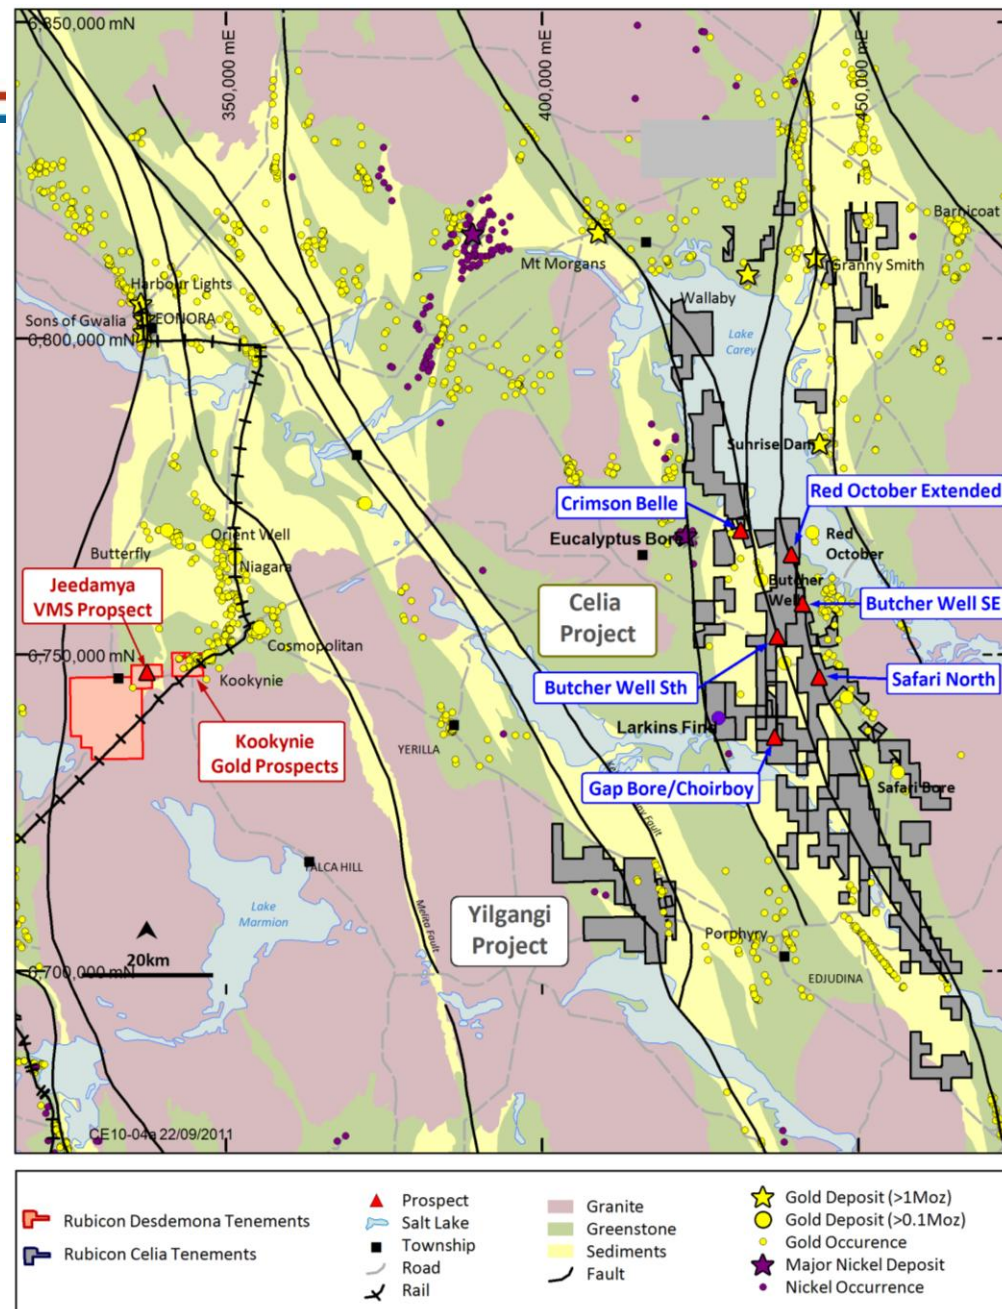 6,850,000 mN
350,000 mE
400,000 mE
450,000 mE
Barnicoat
Mt Morgans
Granny Smith
Harbour Lights
Wallaby
Sons of Gwalia
LEONORA
6,800,000 mN
Lake
Carey
Sunrise Dam
Red October Extended
Crimson Belle
Eucalyptus Bore
Red
October
Orient Well
Butterfly
Niagara
Butcher
Well
Jeedamya
VMS Propsect
Celia
Project
Butcher Well SE
Cosmopolitan
6,750,000 mN
Kookynie
Butcher Well Sth
Safari North
Larkins Find
Kookynie
Gold Prospects
YERILLA
Gap Bore/Choirboy
Safari Bore
Fault
YALCA HILL
Lake
Marmion
Melita Fault
Yilgangi
Project
Porphyry
20km
6,700,000 mN
EDJUDINA
CE10-04a 22/09/2011
Rubicon Desdemona Tenements
Rubicon Celia Tenements
Prospect
Salt Lake
Township
Road
Rail
Granite
Greenstone
Sediments
Fault
Gold Deposit (>1Moz)
Gold Deposit (>0.1Moz)
Gold Occurence
Major Nickel Deposit
Nickel Occurrence